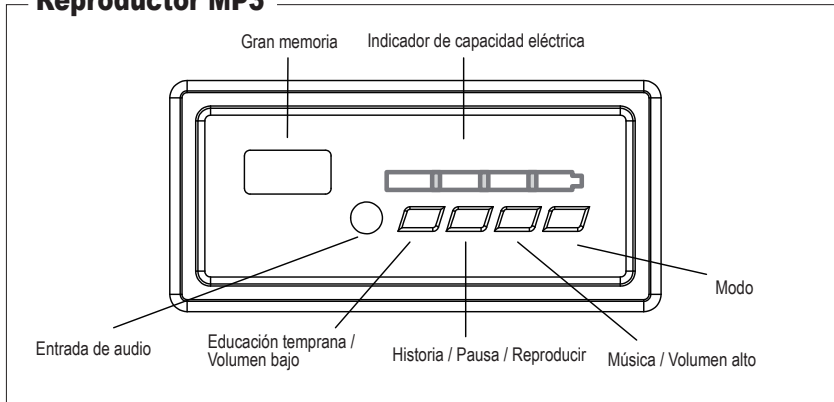 Reproductor MP3
Gran memoria
Indicador de capacidad eléctrica
Modo
Entrada de audio
Educación temprana /
Volumen bajo
Historia / Pausa / Reproducir
Música / Volumen alto